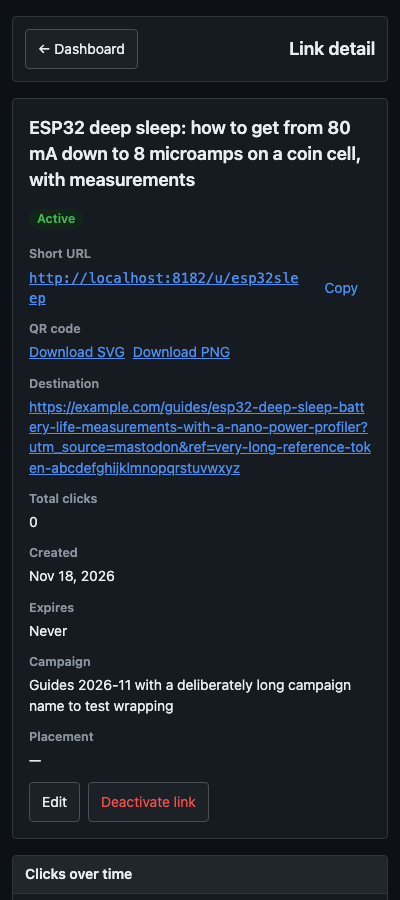 ← Dashboard
Link detail
ESP32 deep sleep: how to get from 80
mA down to 8 microamps on a coin cell,
with measurements
Active
Short URL
http://localhost:8182/u/esp32sle
ep
Copy
QR code
Download SVG Download PNG
Destination
https://example.com/guides/esp32-deep-sleep-batt
ery-life-measurements-with-a-nano-power-profiler?
utm_source=mastodon&ref=very-long-reference-tok
en-abcdefghijklmnopqrstuvwxyz
Total clicks
0
Created
Nov 18, 2026
Expires
Never
Campaign
Guides 2026-11 with a deliberately long campaign
name to test wrapping
Placement
—
Edit
Deactivate link
Clicks over time